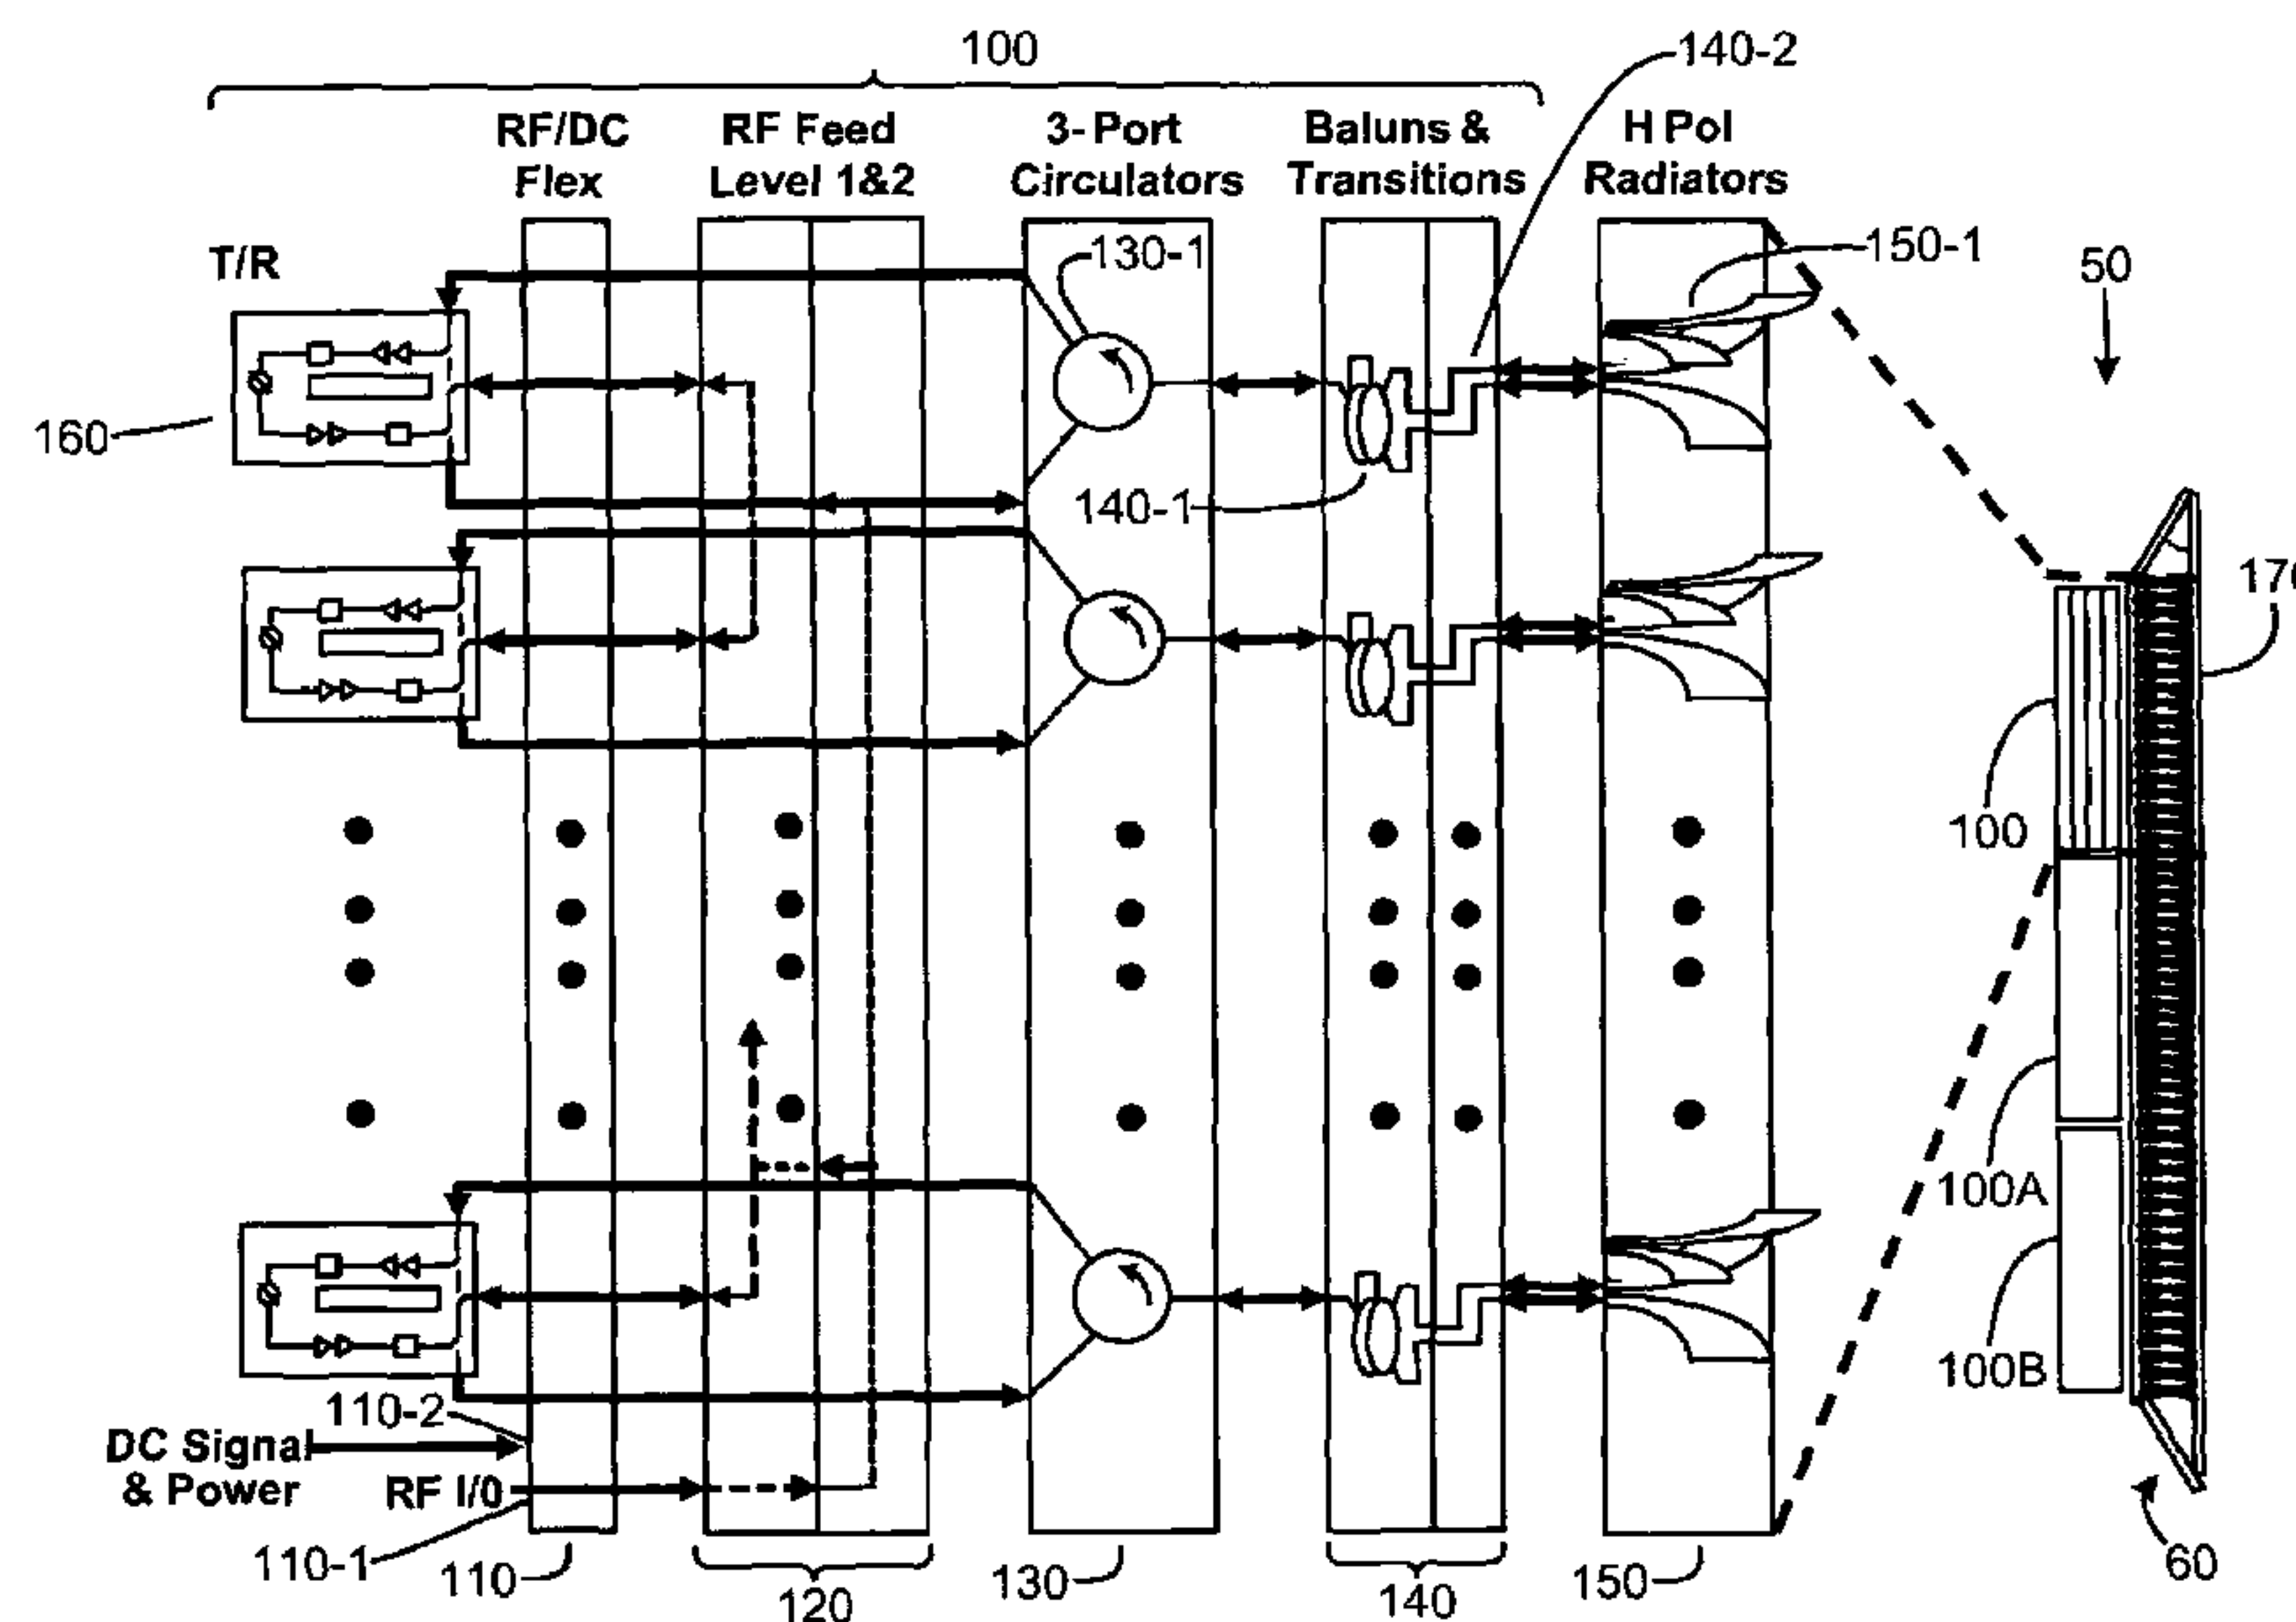 100
140-2
RF/DC Flex
RF Feed Level 1&2
3-Port Circulators
Baluns & Transitions
H Pol Radiators
T/R
130-1
150-1
50
160
140-1
100
100A
100B
110-2
DC Signal & Power
RF I/0
110-1
110
120
130
140
150
60